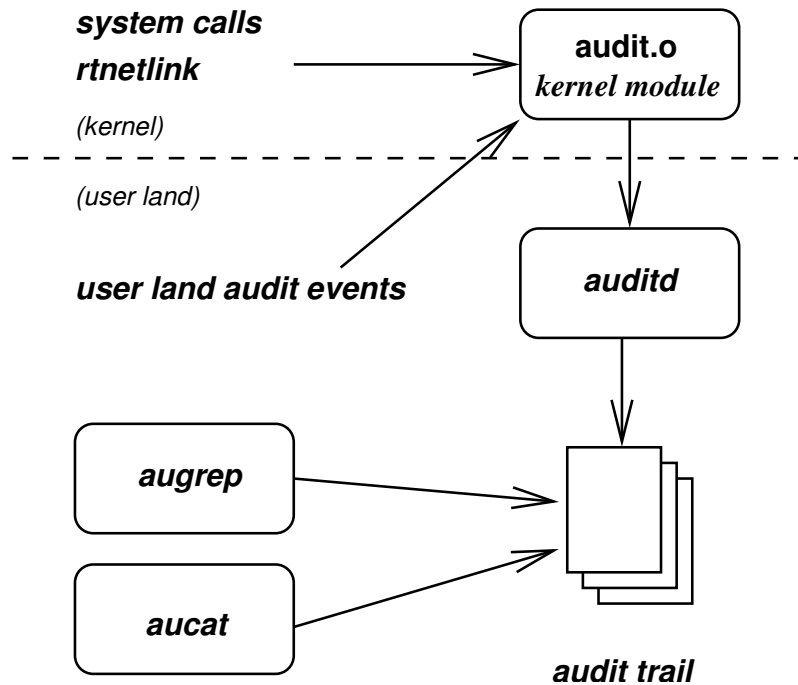 system calls
rtnetlink
(kernel)
audit.o
kernel module
(user land)
user land audit events
auditd
augrep
aucat
audit trail